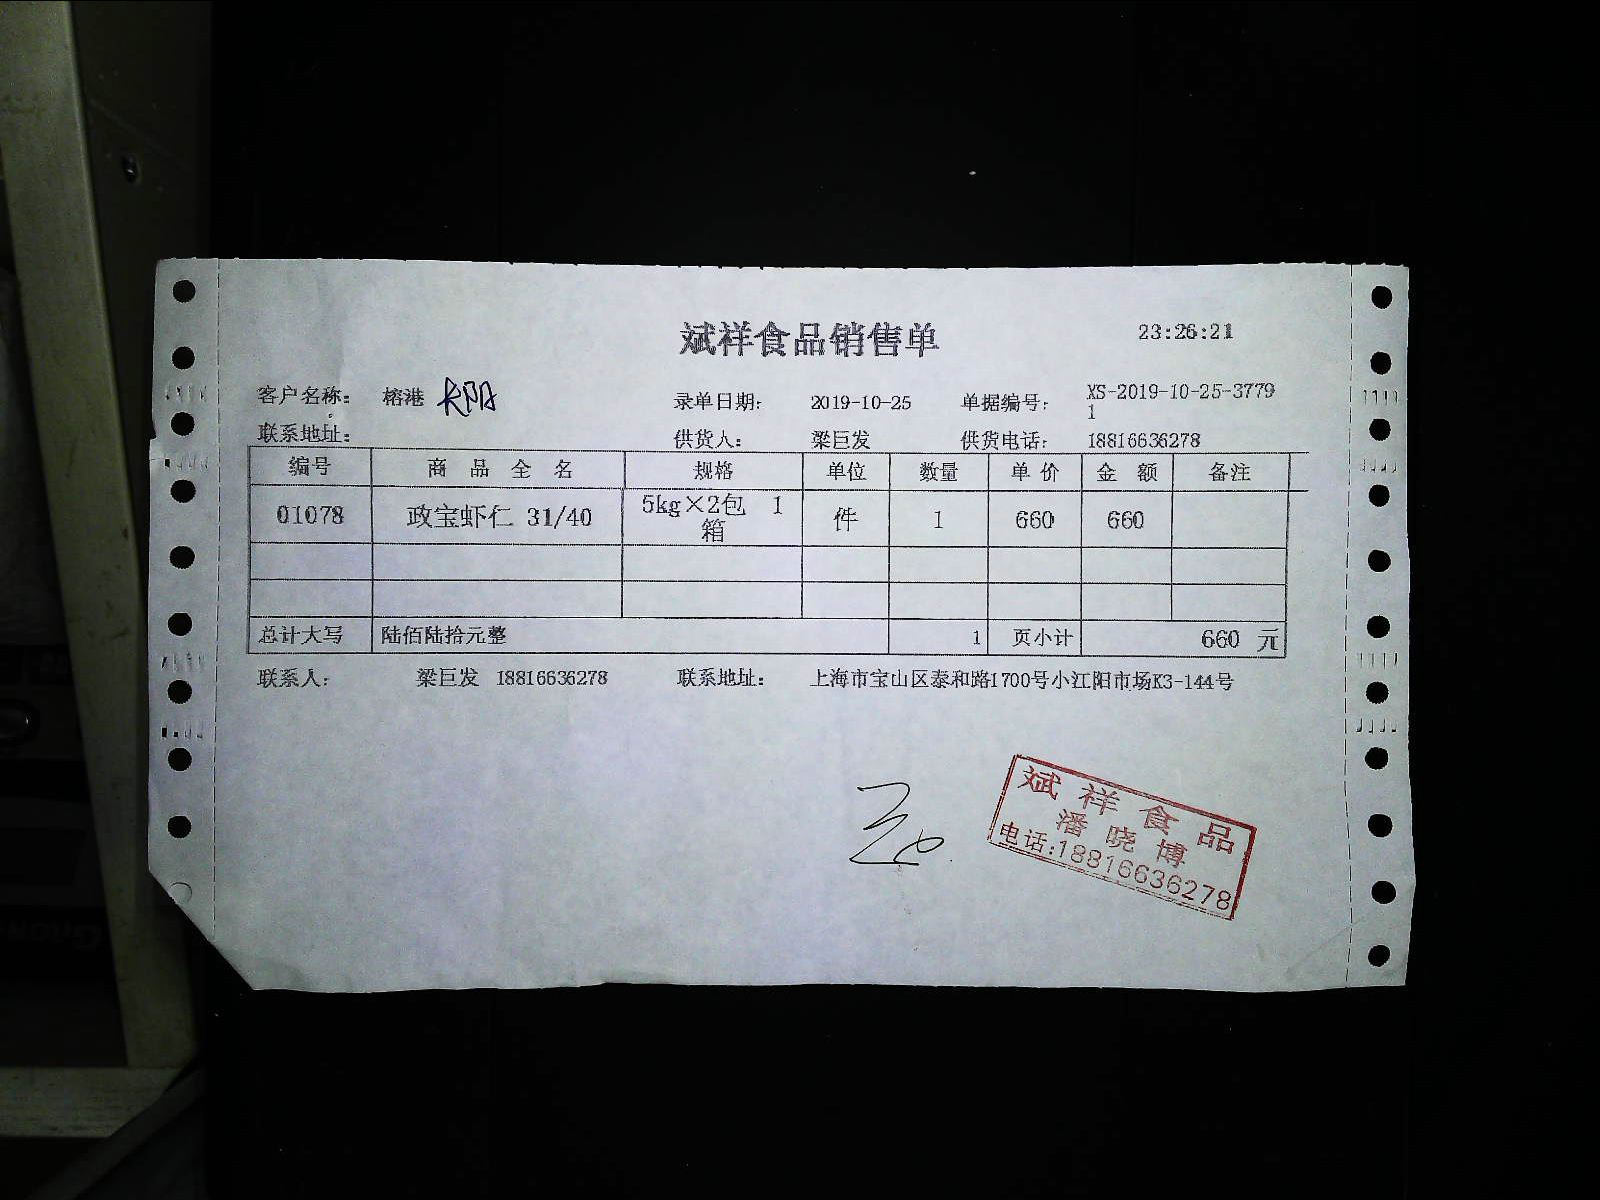 斌祥食品销售单 23:26:21
客户名称: 榕港 录单日期: 2019-10-25 单据编号: XS-2019-10-25-3779
1
联系地址: 供货人: 梁巨发 供货电话: 18816636278
编号 商品全名 规格 单位 数量 单价 金额 备注
01078 政宝虾仁 31/40 5kg×2包 1 件 1 660 660
箱
总计大写 陆佰陆拾元整 1 页小计 660 元
联系人: 梁巨发 18816636278 联系地址: 上海市宝山区泰和路1700号小江阳市场K3-144号
斌祥食品
潘晓博
电话:18816636278